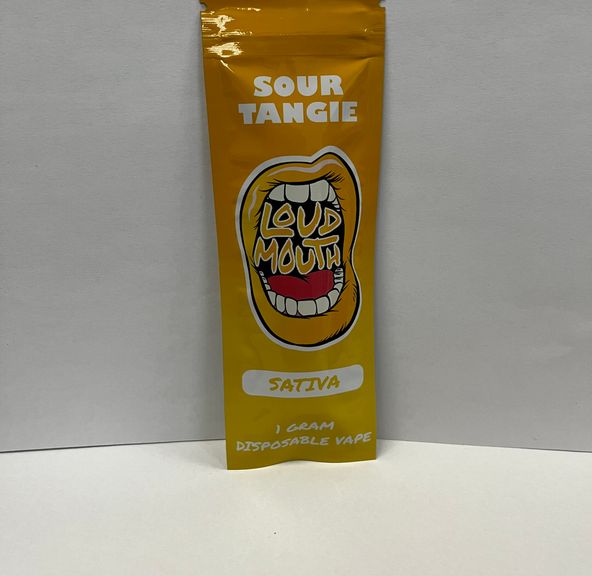 SOUR
TANGIE
LOUD
MOUTH
SATIVA
1 GRAM
DISPOSABLE VAPE